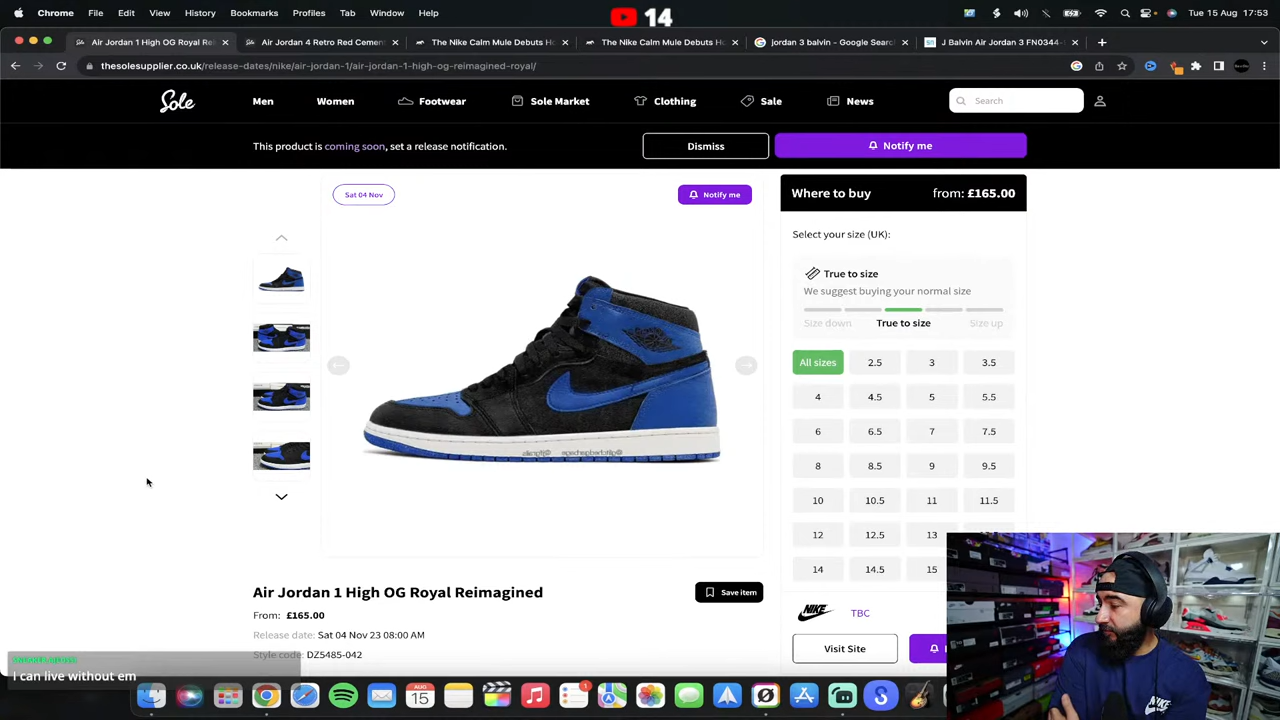 Chrome File Edit View History Bookmarks Profiles Tab Window Help
14
Tue 15 Aug 17:53
Air Jordan 1 High OG Royal Rei
Air Jordan 4 Retro Red Cement
The Nike Calm Mule Debuts Ho
The Nike Calm Mule Debuts Ho
jordan 3 balvin - Google Searc
J Balvin Air Jordan 3 FN0344-
thesolesupplier.co.uk/release-dates/nike/air-jordan-1/air-jordan-1-high-og-reimagined-royal/
Sole
Men
Women
Footwear
Sole Market
Clothing
Sale
News
Search
This product is coming soon, set a release notification.
Dismiss
Notify me
Sat 04 Nov
Notify me
Where to buy
from: £165.00
Select your size (UK):
True to size
We suggest buying your normal size
Size down
True to size
Size up
All sizes 2.5 3 3.5
4 4.5 5 5.5
6 6.5 7 7.5
8 8.5 9 9.5
10 10.5 11 11.5
12 12.5 13
14 14.5 15
NIKE
TBC
Visit Site
Air Jordan 1 High OG Royal Reimagined
Save item
From: £165.00
Release date: Sat 04 Nov 23 08:00 AM
Style code: DZ5485-042
I can live without em
AUG
15
1